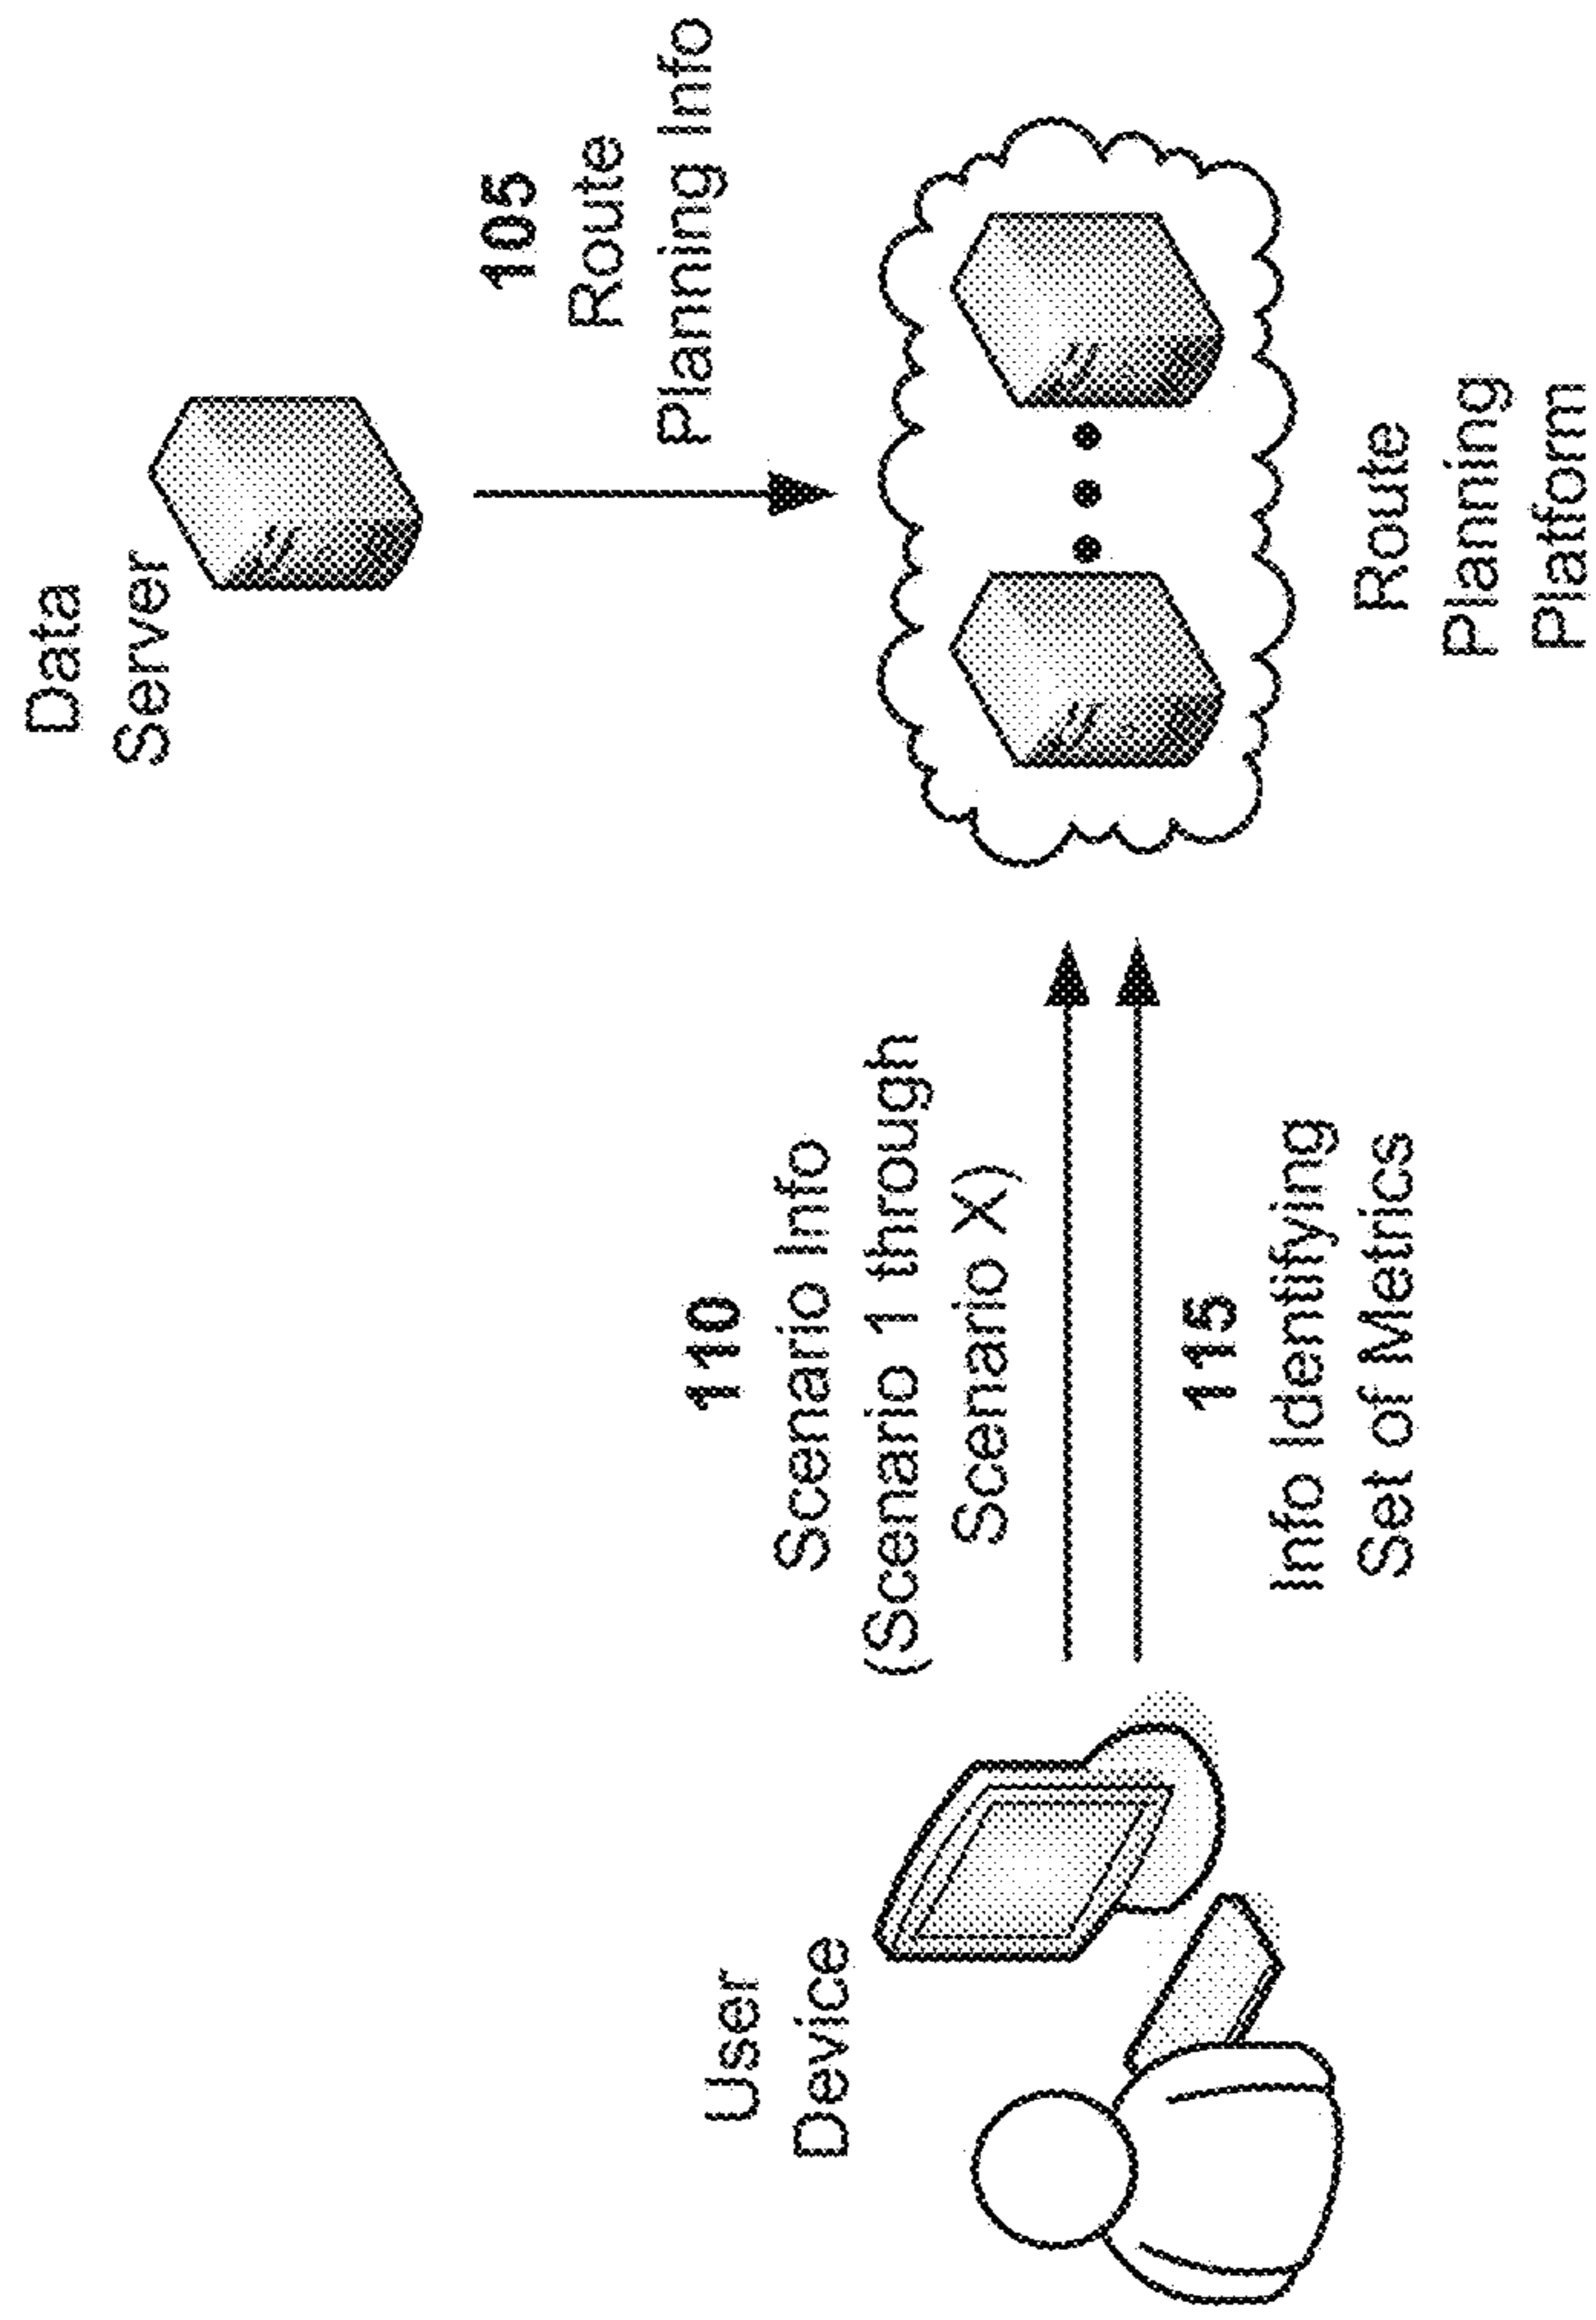 Data
Server
105
Route
Planning Info
User
Device
110
Scenario Info
(Scenario 1 through
Scenario X)
115
Info Identifying
Set of Metrics
Route
Planning
Platform